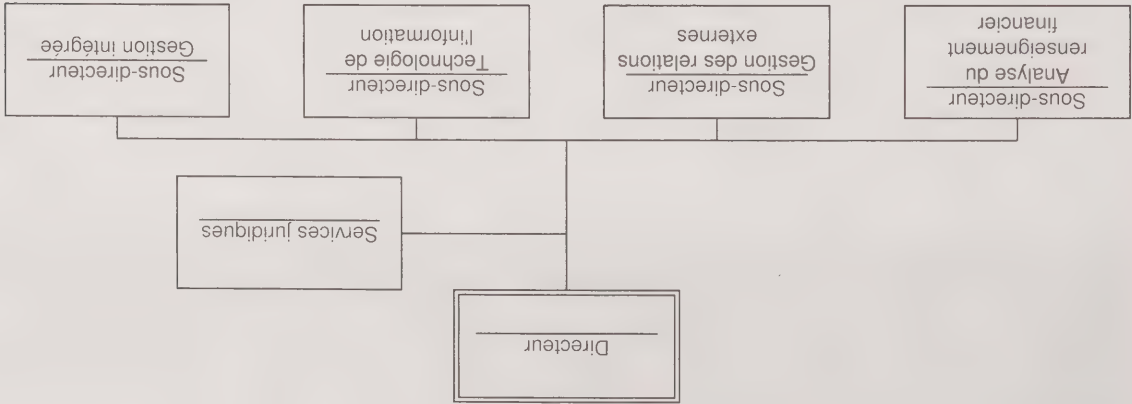 Directeur
Services juridiques
Sous-directeur
Analyse du
renseignement
financier
Sous-directeur
Gestion des relations
externes
Sous-directeur
Technologie de
l'information
Sous-directeur
Gestion intégrée